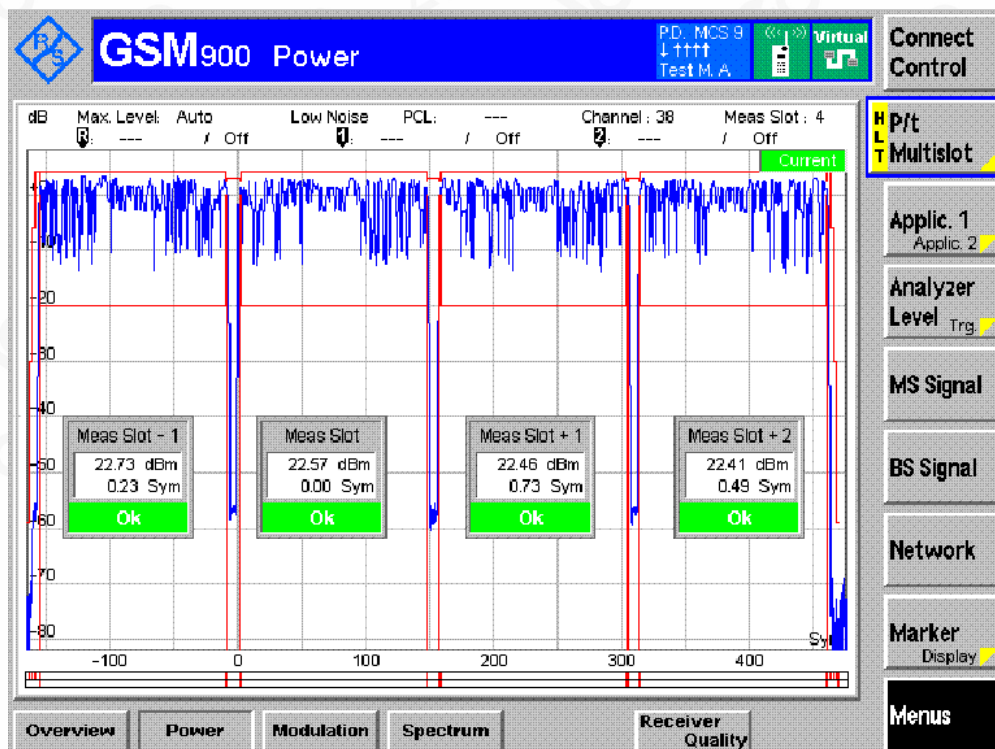 R S
GSM900 Power
P.D. MCS 9
↓ ↑↑↑↑
Test M. A
Virtual
Connect
Control
dB Max. Level: Auto Low Noise PCL: --- Channel : 38 Meas Slot : 4
R: --- / Off 1: --- / Off 2: --- / Off
Current
H
L
T
P/t
Multislot
Applic. 1
Applic. 2
Analyzer
Level Trg.
MS Signal
BS Signal
Network
Marker
Display
Menus
-10
-20
-30
-40
-50
-60
-70
-80
Meas Slot - 1
22.73 dBm
0.23 Sym
Ok
Meas Slot
22.57 dBm
0.00 Sym
Ok
Meas Slot + 1
22.46 dBm
0.73 Sym
Ok
Meas Slot + 2
22.41 dBm
0.49 Sym
Ok
-100 0 100 200 300 400
Overview Power Modulation Spectrum
Receiver
Quality